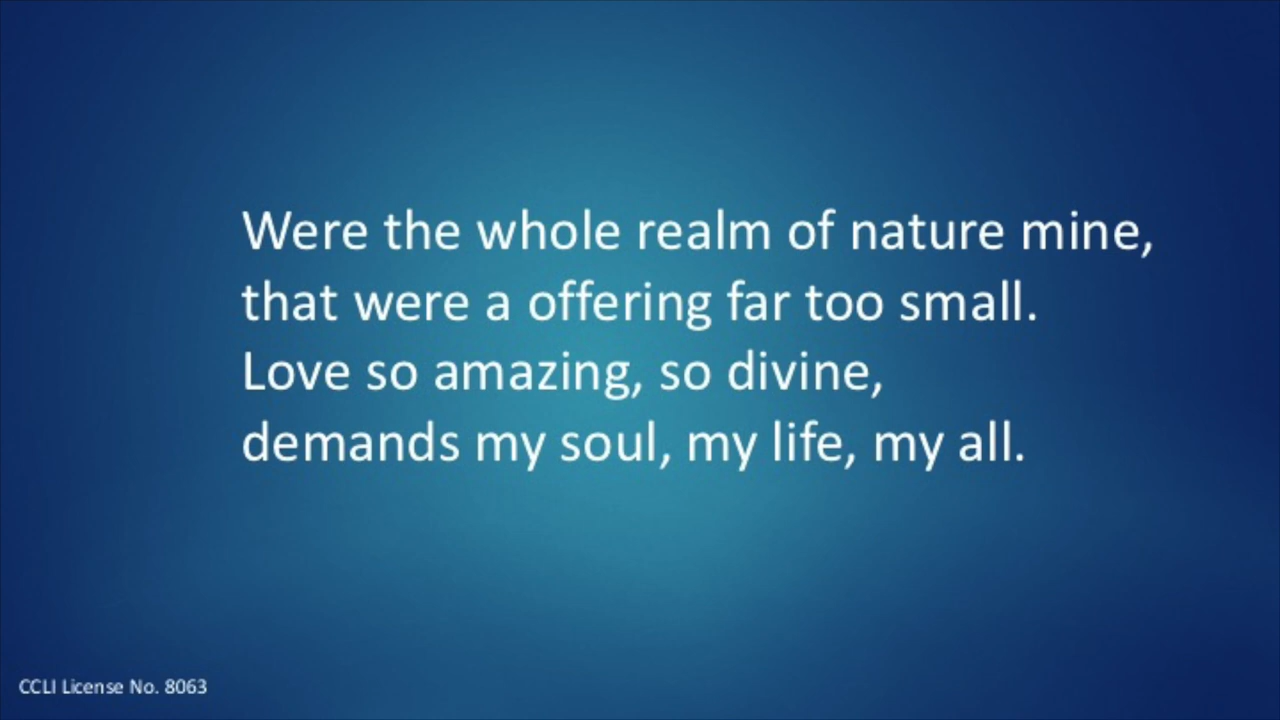 Were the whole realm of nature mine,
that were a offering far too small.
Love so amazing, so divine,
demands my soul, my life, my all.
CCLI License No. 8063